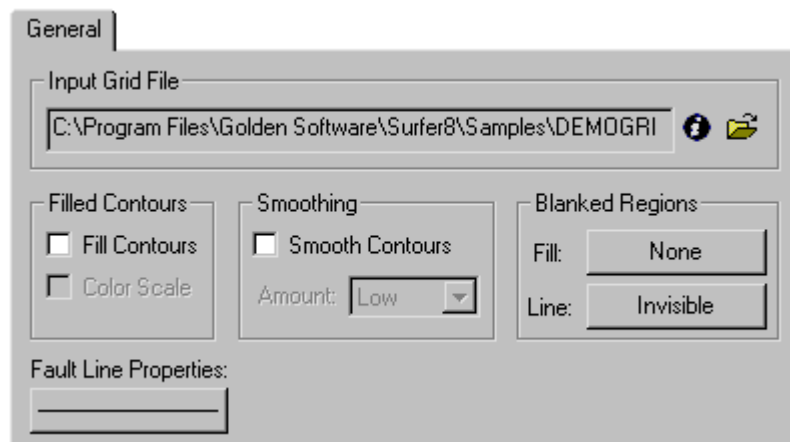 General
Input Grid File
C:\Program Files\Golden Software\Surfer8\Samples\DEMOGRI
Filled Contours
Fill Contours
Color Scale
Smoothing
Smooth Contours
Amount: Low
Blanked Regions
Fill: None
Line: Invisible
Fault Line Properties: